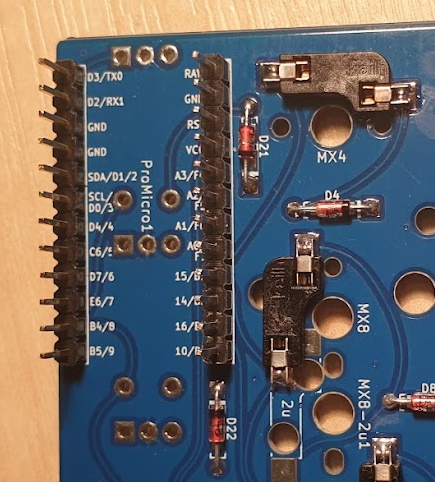 D3/TX0
D2/RX1
GND
GND
SDA/D1/2
SCL/
D0/3
D4/4
C6/5
D7/6
E6/7
B4/8
B5/9
ProMicro1
RAW
GND
RS
VCC
A3/F
A2
F
A1/F
A0
F
15/B
14/B
16/B
10/B
D21
MX4
D4
MX8
MX8-2u1
2u
D22
D8